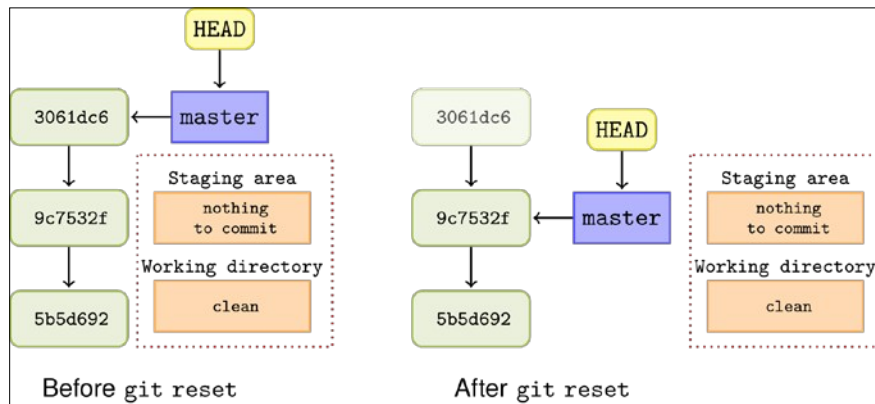 HEAD
3061dc6
master
Staging area
nothing
to commit
9c7532f
Working directory
clean
5b5d692
Before git reset
3061dc6
HEAD
Staging area
nothing
to commit
9c7532f
master
Working directory
clean
5b5d692
After git reset